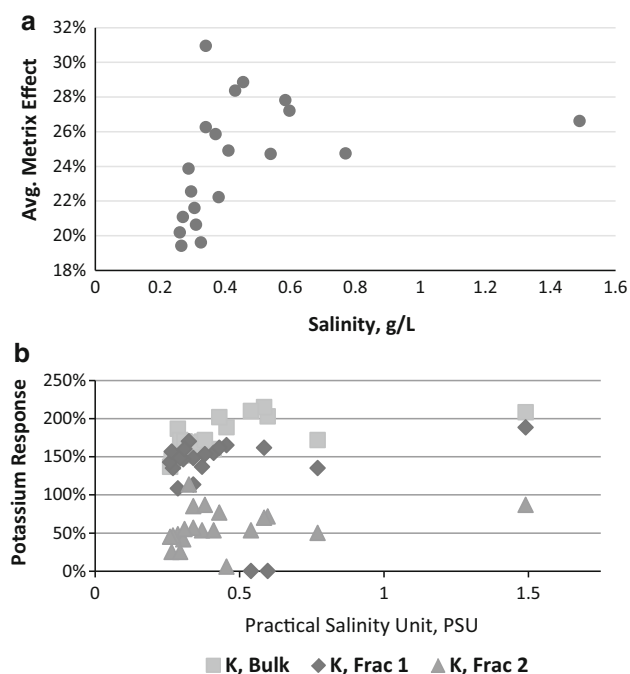 a
32%
30%
28%
26%
24%
22%
20%
18%
Avg. Metrix Effect
0 0.2 0.4 0.6 0.8 1 1.2 1.4 1.6
Salinity, g/L
b
250%
200%
150%
100%
50%
0%
Potassium Response
0 0.5 1 1.5
Practical Salinity Unit, PSU
K, Bulk K, Frac 1 K, Frac 2